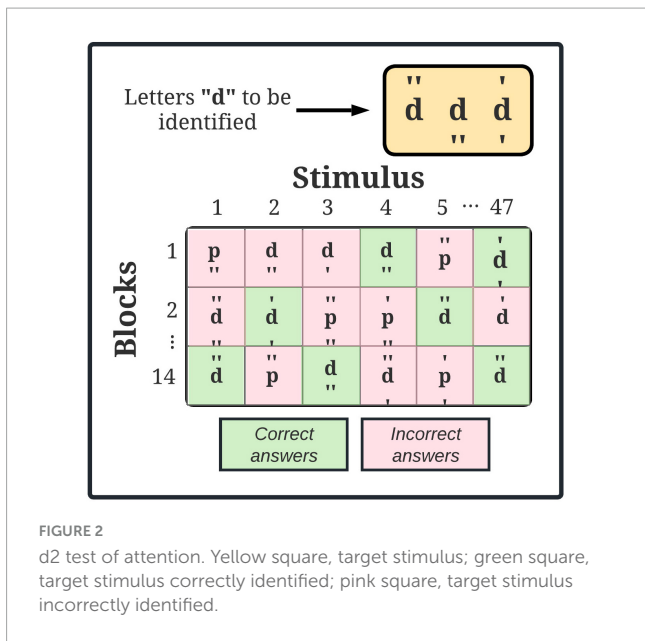 Letters "d" to be
identified
'' '
d d d
'' '
Stimulus
1 2 3 4 5 ... 47
Blocks
1
p d d d '' '
'' '' ' '' p d
'
2
'' ' '' ' '' '
d d p p d d
'' ' '' ''
⋮
14
'' '' d '' ' ''
d p '' d p d
' '
Correct
answers
Incorrect
answers
FIGURE 2
d2 test of attention. Yellow square, target stimulus; green square,
target stimulus correctly identified; pink square, target stimulus
incorrectly identified.